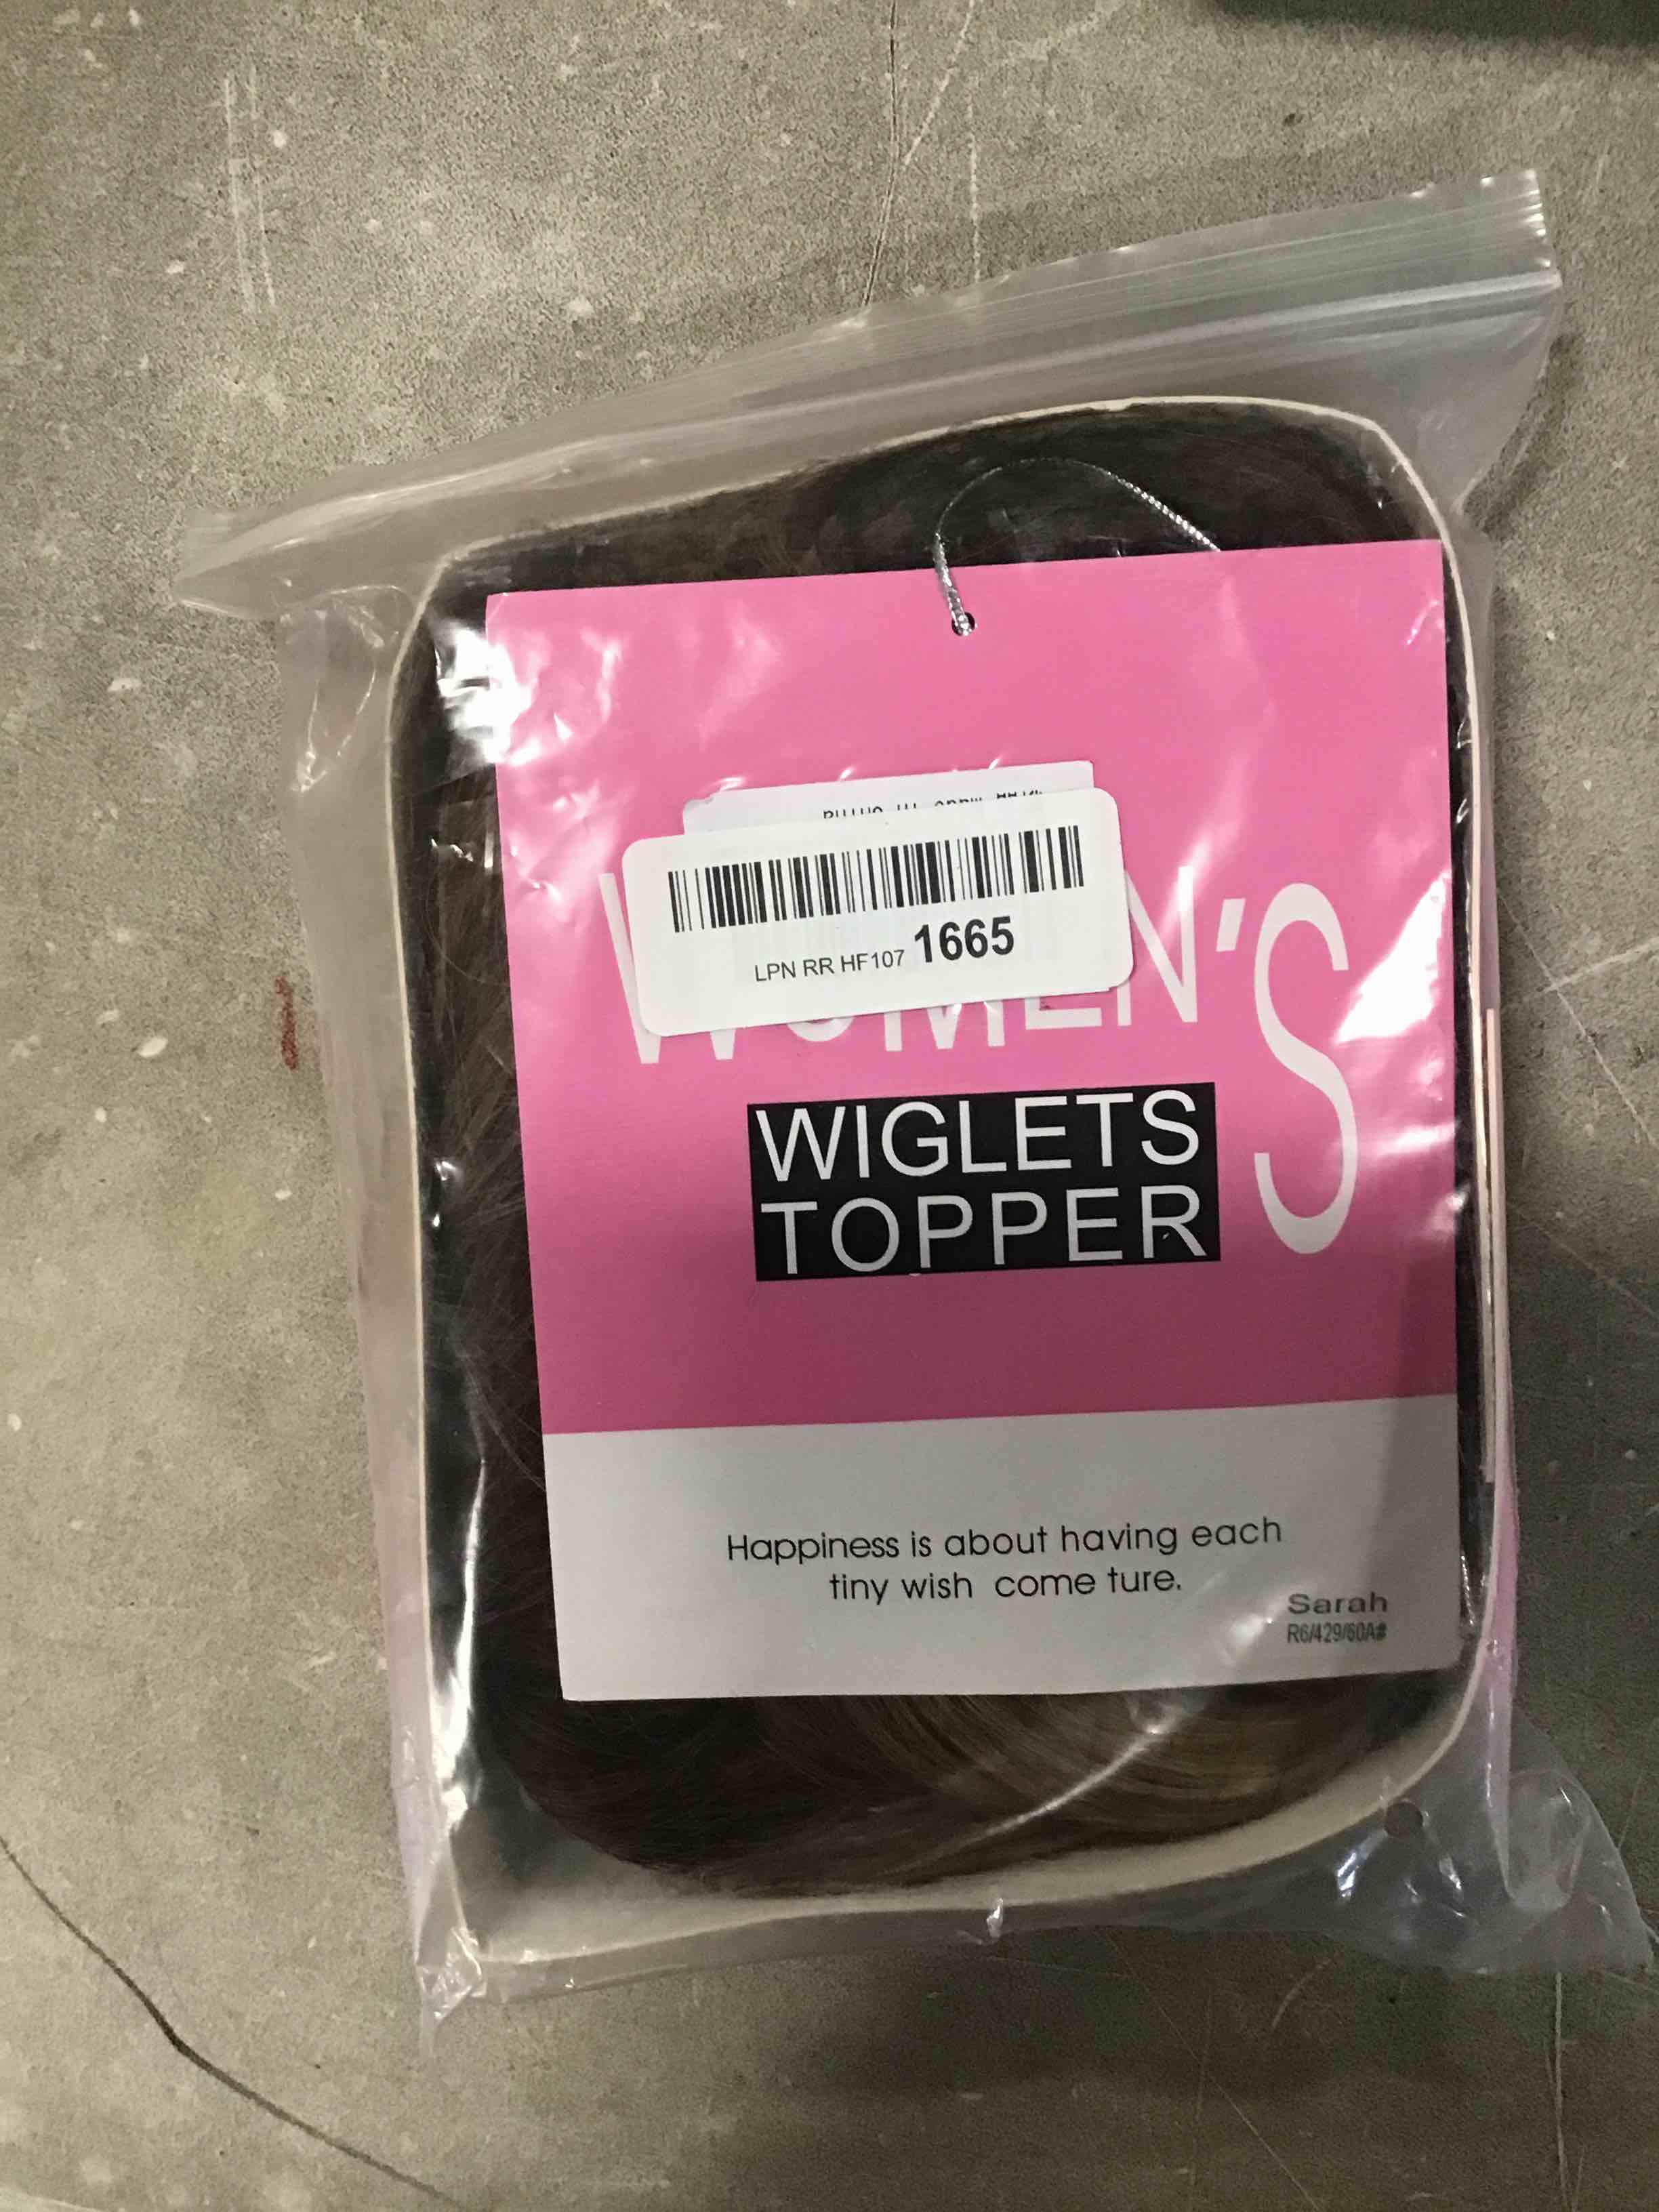 LPN RR HF107 1665
WOMEN'S
WIGLETS
TOPPER
Happiness is about having each
tiny wish come ture.
Sarah
R6/429/60A#